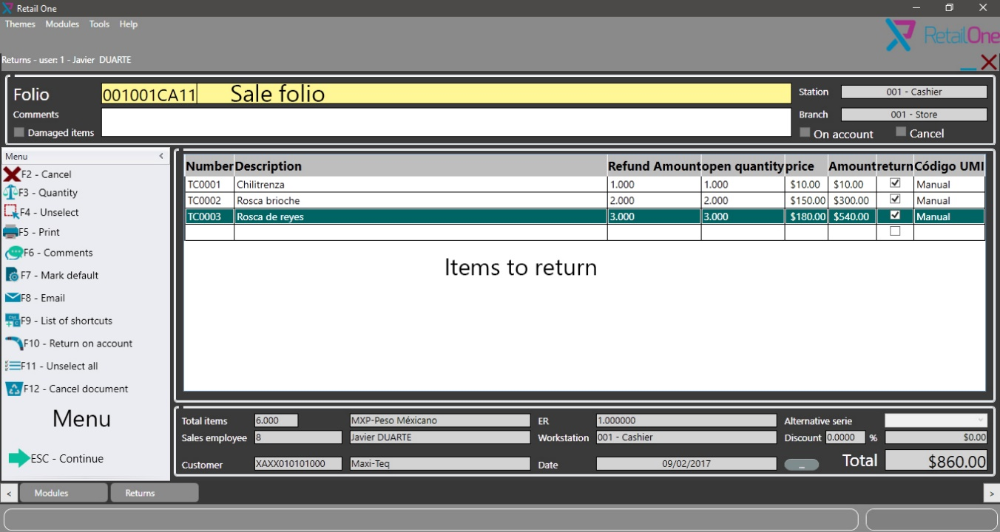 Retail One
Themes Modules Tools Help
RetailOne
Returns - user: 1 - Javier DUARTE
Folio 001001CA11 Sale folio Station 001 - Cashier
Comments Branch 001 - Store
Damaged items On account Cancel
Menu <
F2 - Cancel
F3 - Quantity
F4 - Unselect
F5 - Print
F6 - Comments
F7 - Mark default
F8 - Email
F9 - List of shortcuts
F10 - Return on account
F11 - Unselect all
F12 - Cancel document
Menu
ESC - Continue
Number Description Refund Amount open quantity price Amount return Código UMI
TC0001 Chilitrenza 1.000 1.000 $10.00 $10.00 Manual
TC0002 Rosca brioche 2.000 2.000 $150.00 $300.00 Manual
TC0003 Rosca de reyes 3.000 3.000 $180.00 $540.00 Manual
Items to return
Total items 6.000 MXP-Peso Méxicano ER 1.000000 Alternative serie
Sales employee 8 Javier DUARTE Workstation 001 - Cashier Discount 0.0000 % $0.00
Customer XAXX010101000 Maxi-Teq Date 09/02/2017 ... Total $860.00
< Modules Returns >